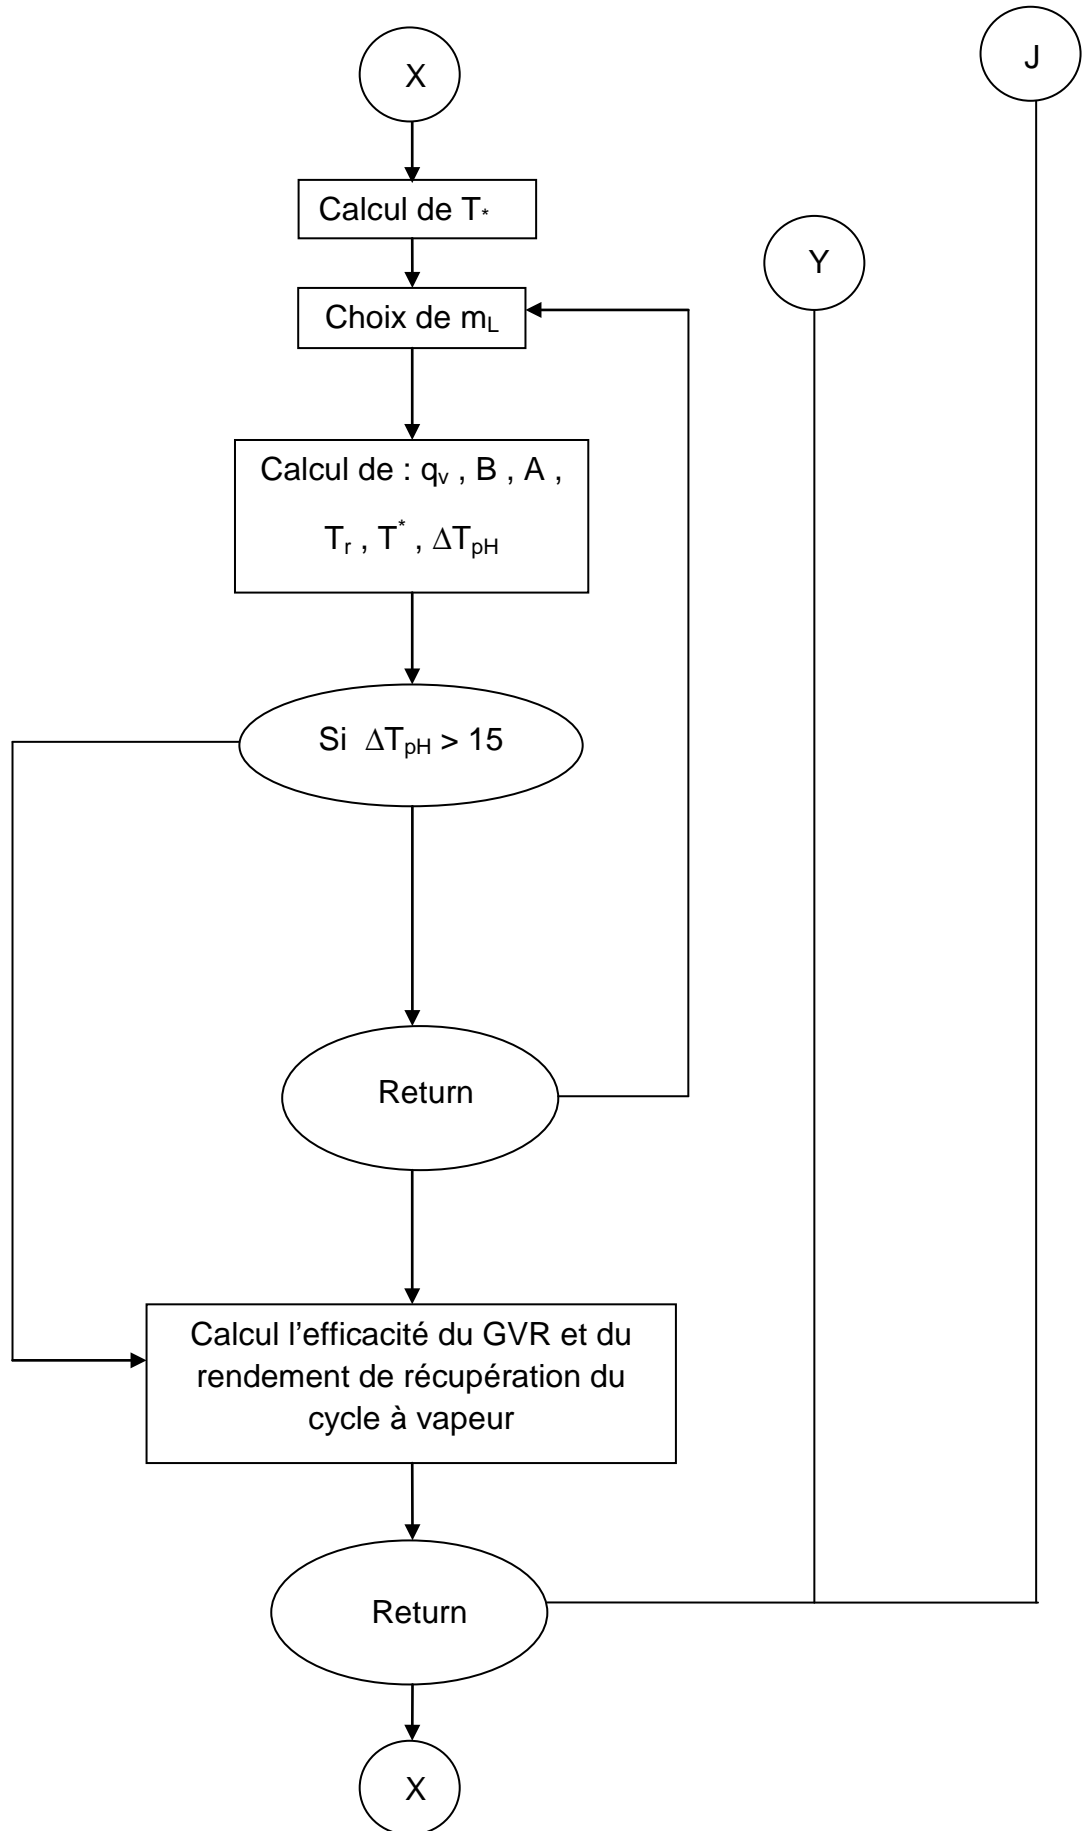 J
X
Calcul de T*
Y
Choix de mL
Calcul de : qv , B , A ,
Tr , T* , ΔTpH
Si ΔTpH > 15
Return
Calcul l'efficacité du GVR et du
rendement de récupération du
cycle à vapeur
Return
X